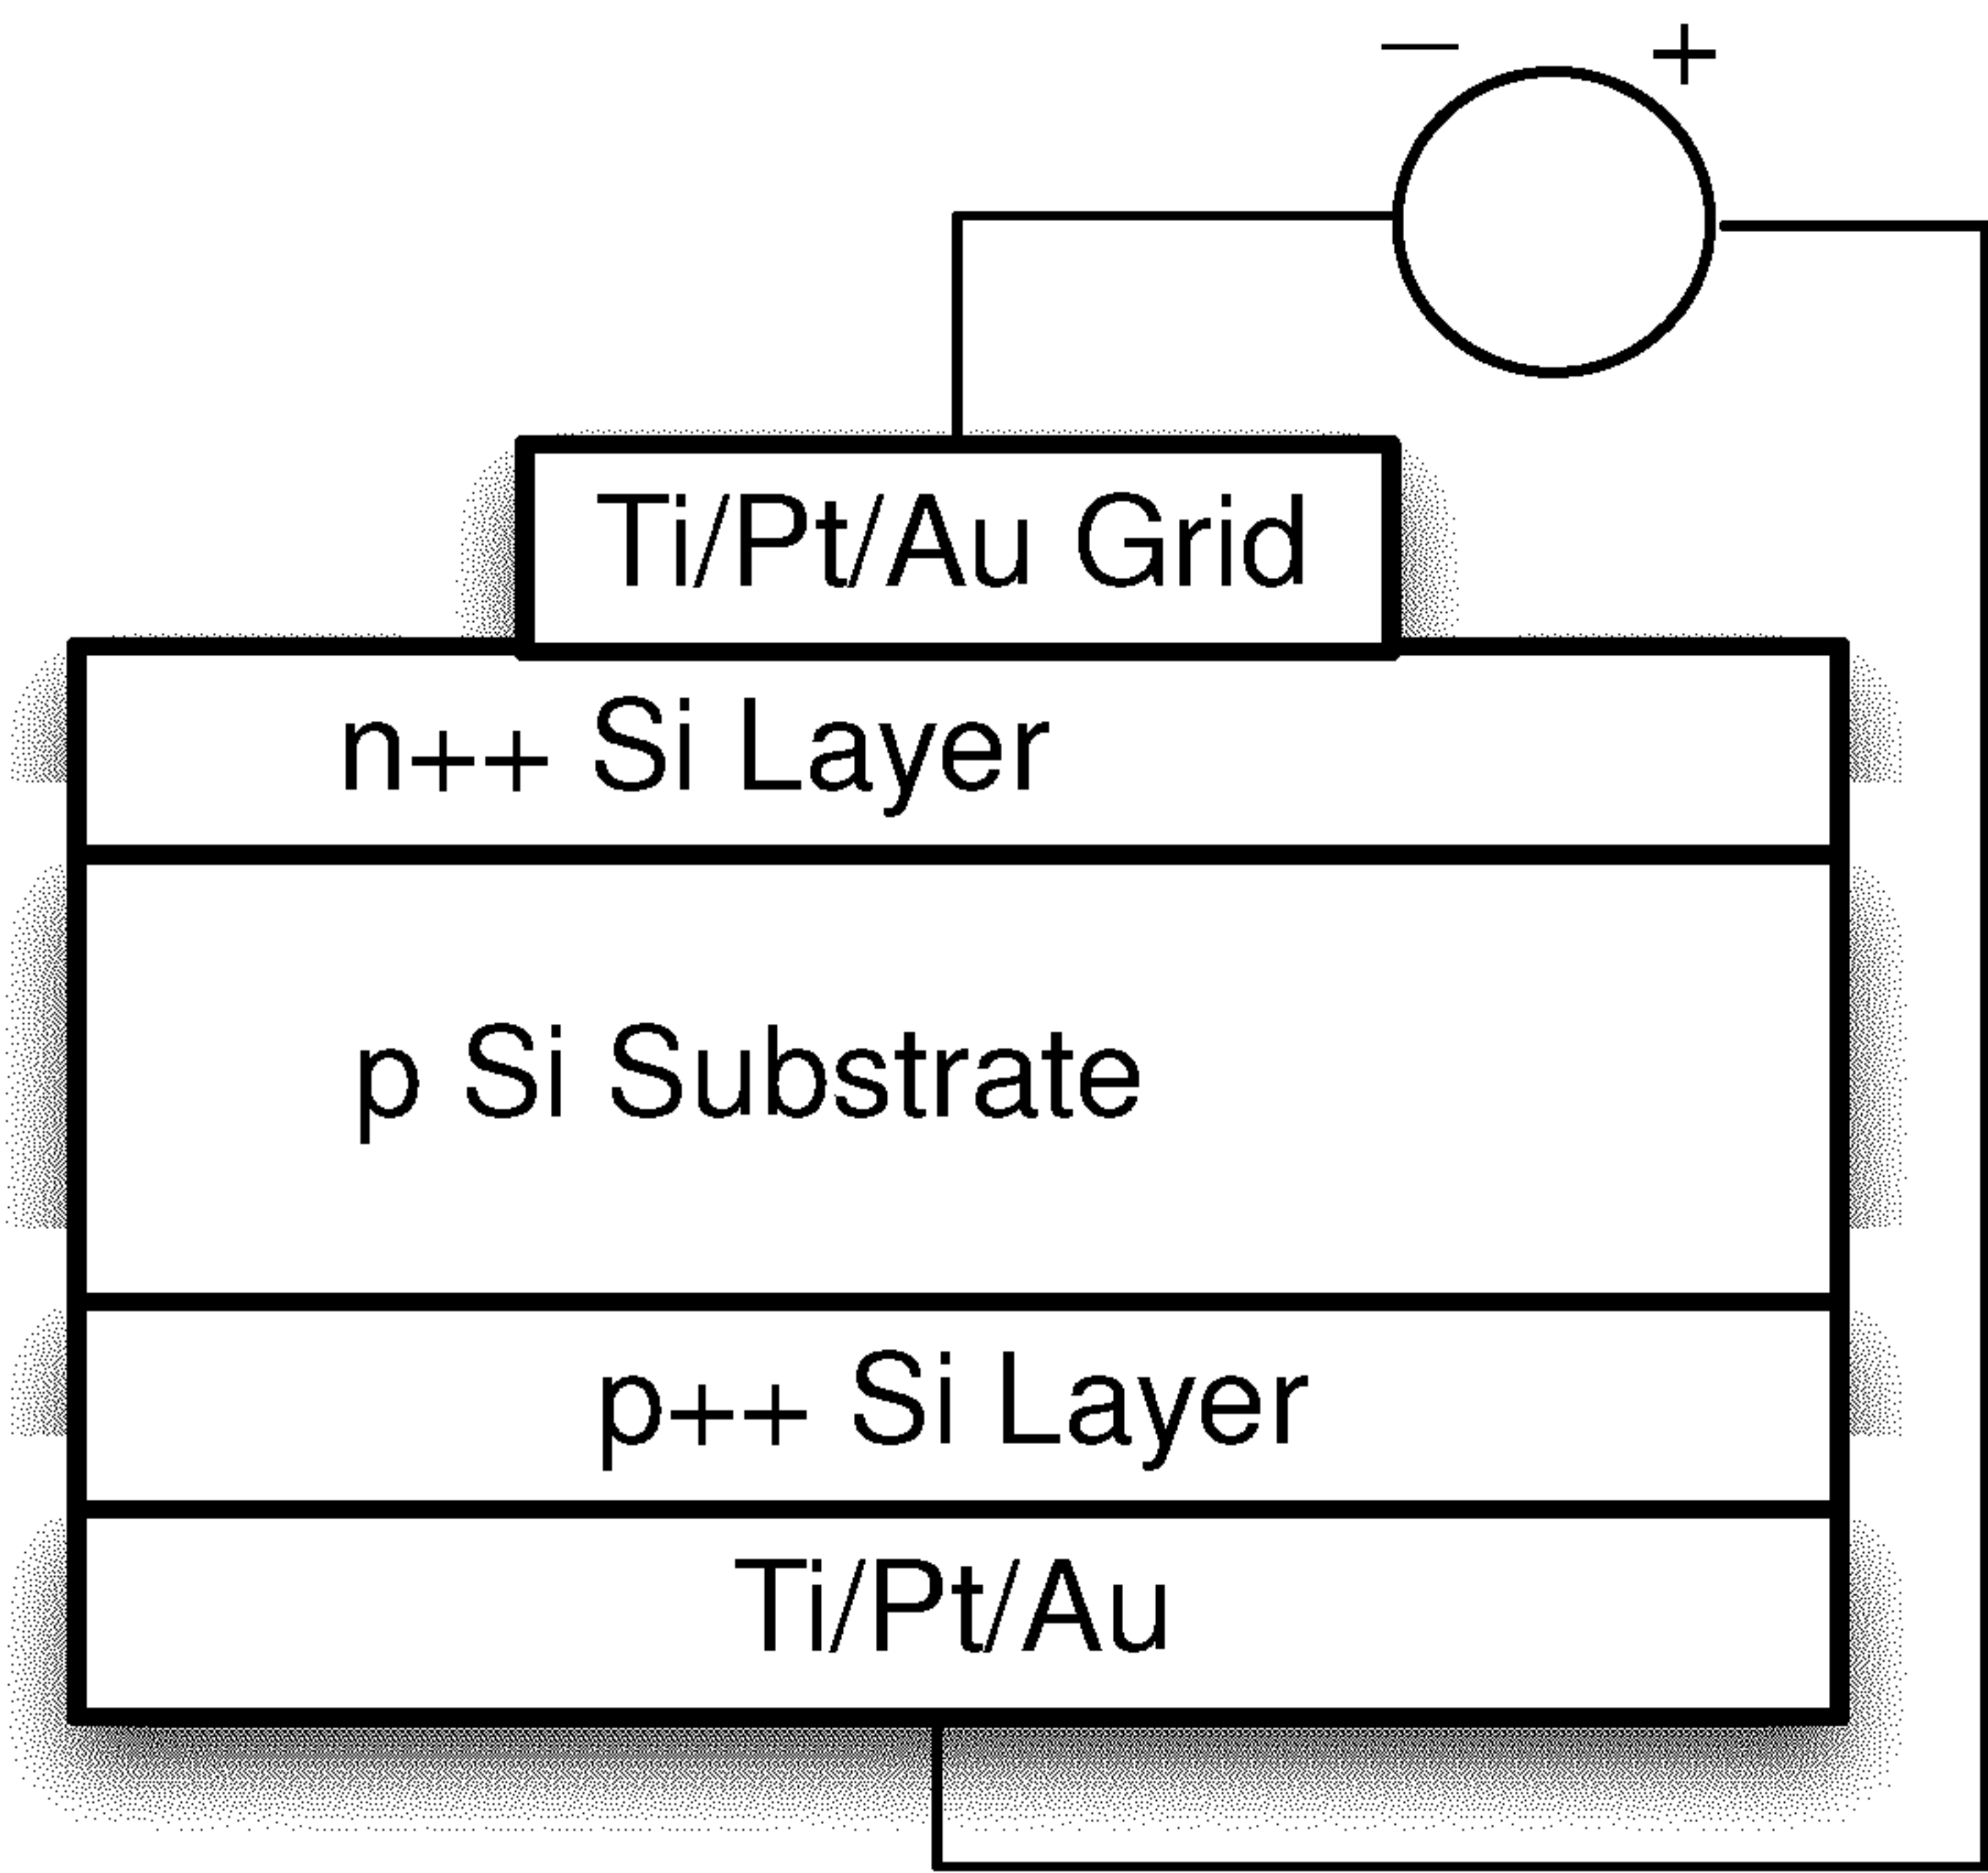 — +
Ti/Pt/Au Grid
n++ Si Layer
p Si Substrate
p++ Si Layer
Ti/Pt/Au